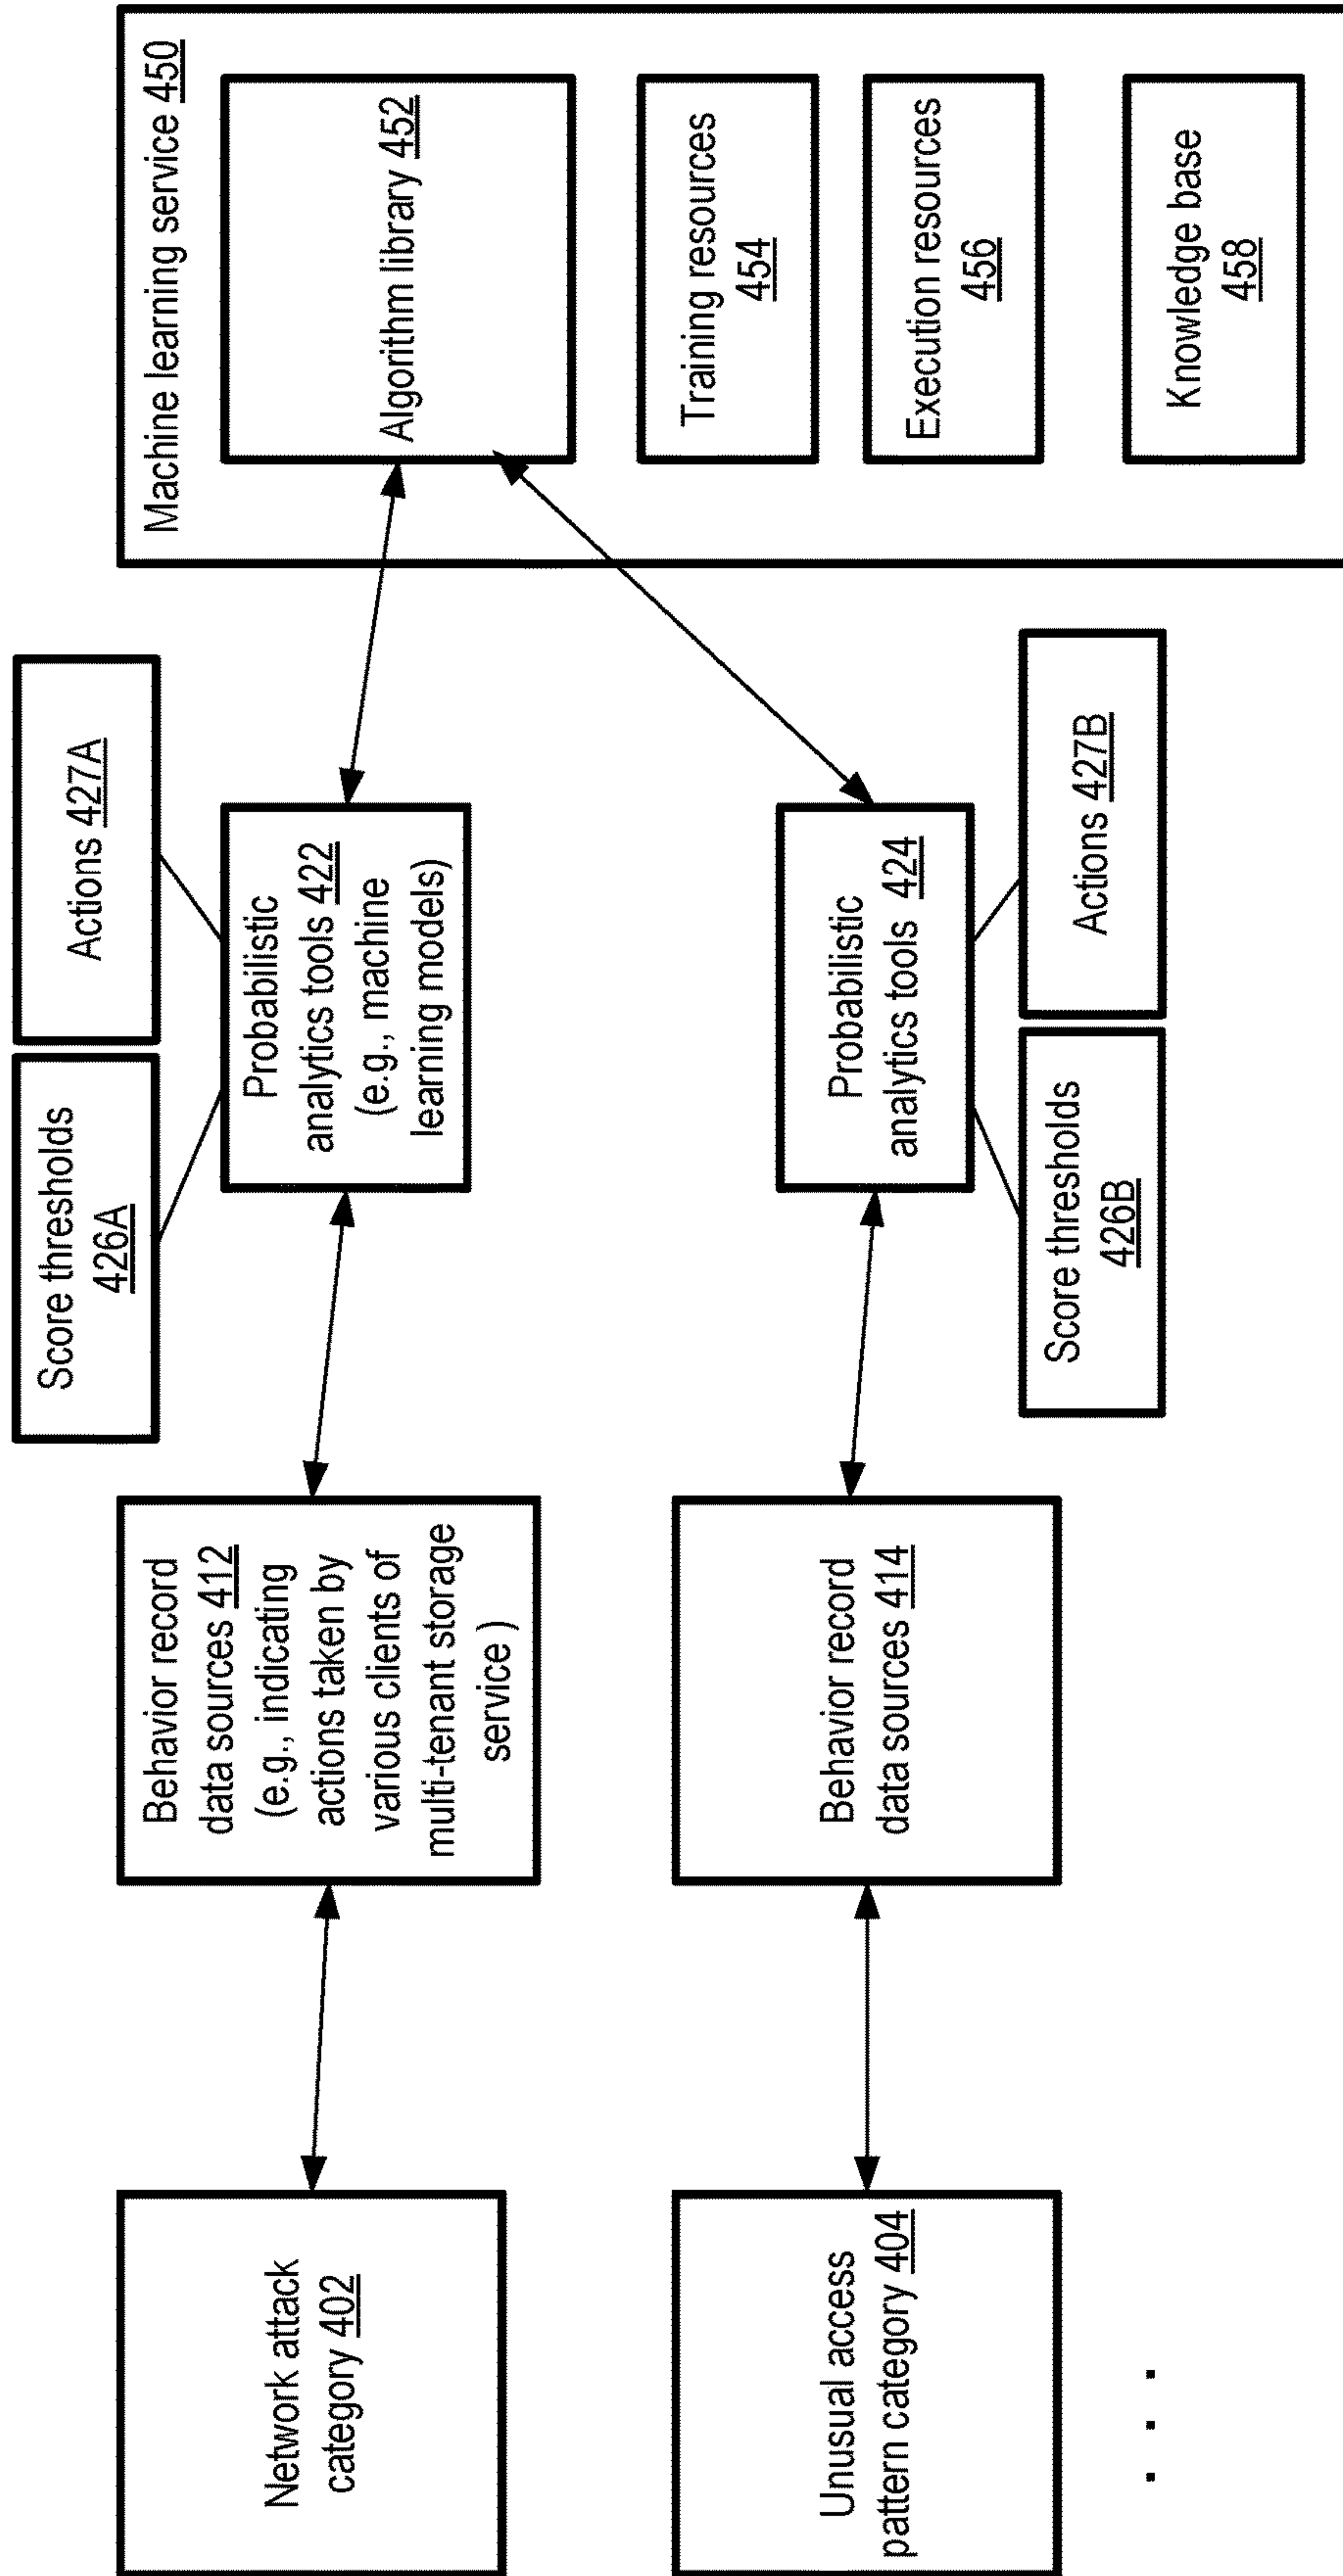 Network attack
category 402
Unusual access
pattern category 404
. . .
Behavior record
data sources 412
(e.g., indicating
actions taken by
various clients of
multi-tenant storage
service )
Behavior record
data sources 414
Score thresholds
426A
Actions 427A
Probabilistic
analytics tools 422
(e.g., machine
learning models)
Probabilistic
analytics tools 424
Score thresholds
426B
Actions 427B
Machine learning service 450
Algorithm library 452
Training resources
454
Execution resources
456
Knowledge base
458